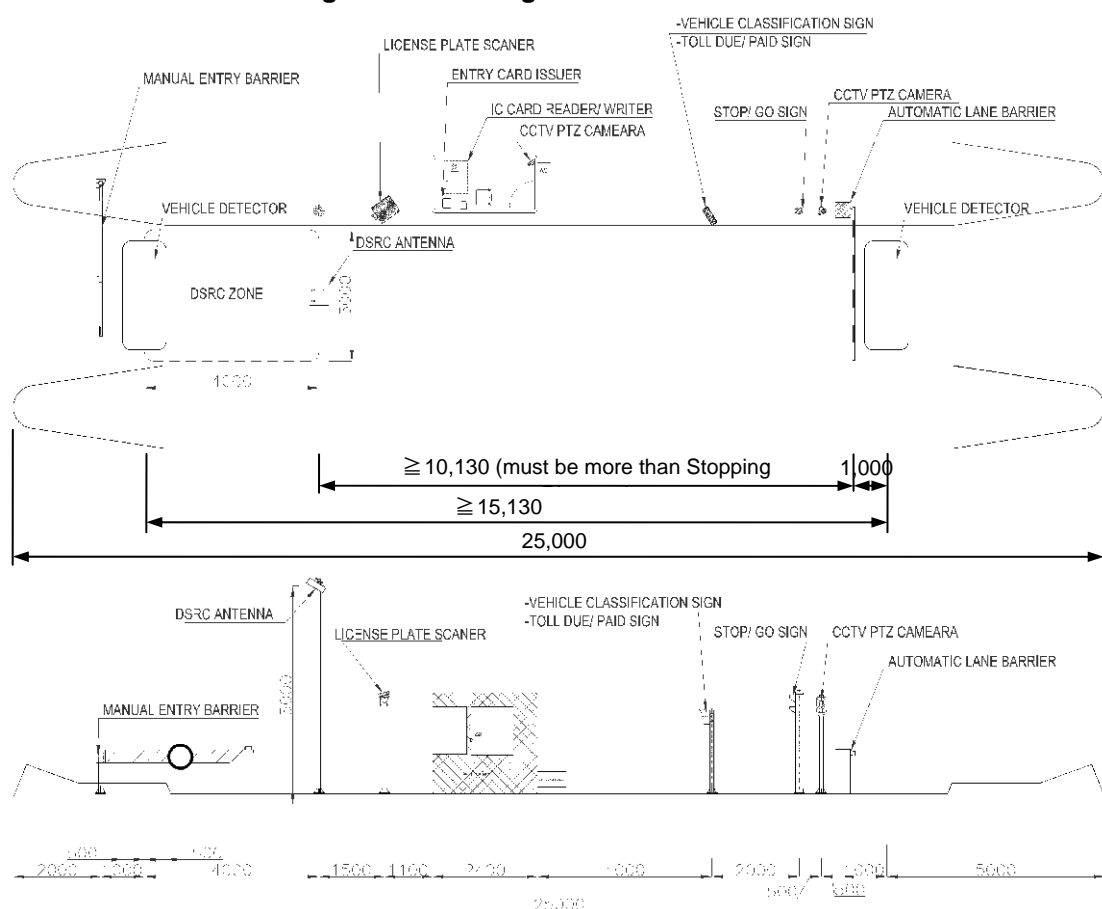 -VEHICLE CLASSIFICATION SIGN
-TOLL DUE/ PAID SIGN
LICENSE PLATE SCANER
ENTRY CARD ISSUER
MANUAL ENTRY BARRIER
IC CARD READER/ WRITER
CCTV PTZ CAMERA
STOP/ GO SIGN
AUTOMATIC LANE BARRIER
CCTV PTZ CAMEARA
VEHICLE DETECTOR
VEHICLE DETECTOR
DSRC ANTENNA
DSRC ZONE
≧10,130 (must be more than Stopping
1,000
≧15,130
25,000
DSRC ANTENNA
-VEHICLE CLASSIFICATION SIGN
-TOLL DUE/ PAID SIGN
LICENSE PLATE SCANER
STOP/ GO SIGN
CCTV PTZ CAMEARA
AUTOMATIC LANE BARRIER
MANUAL ENTRY BARRIER
2000
4000
1500
1100
2400
2000
1000
5000
25000